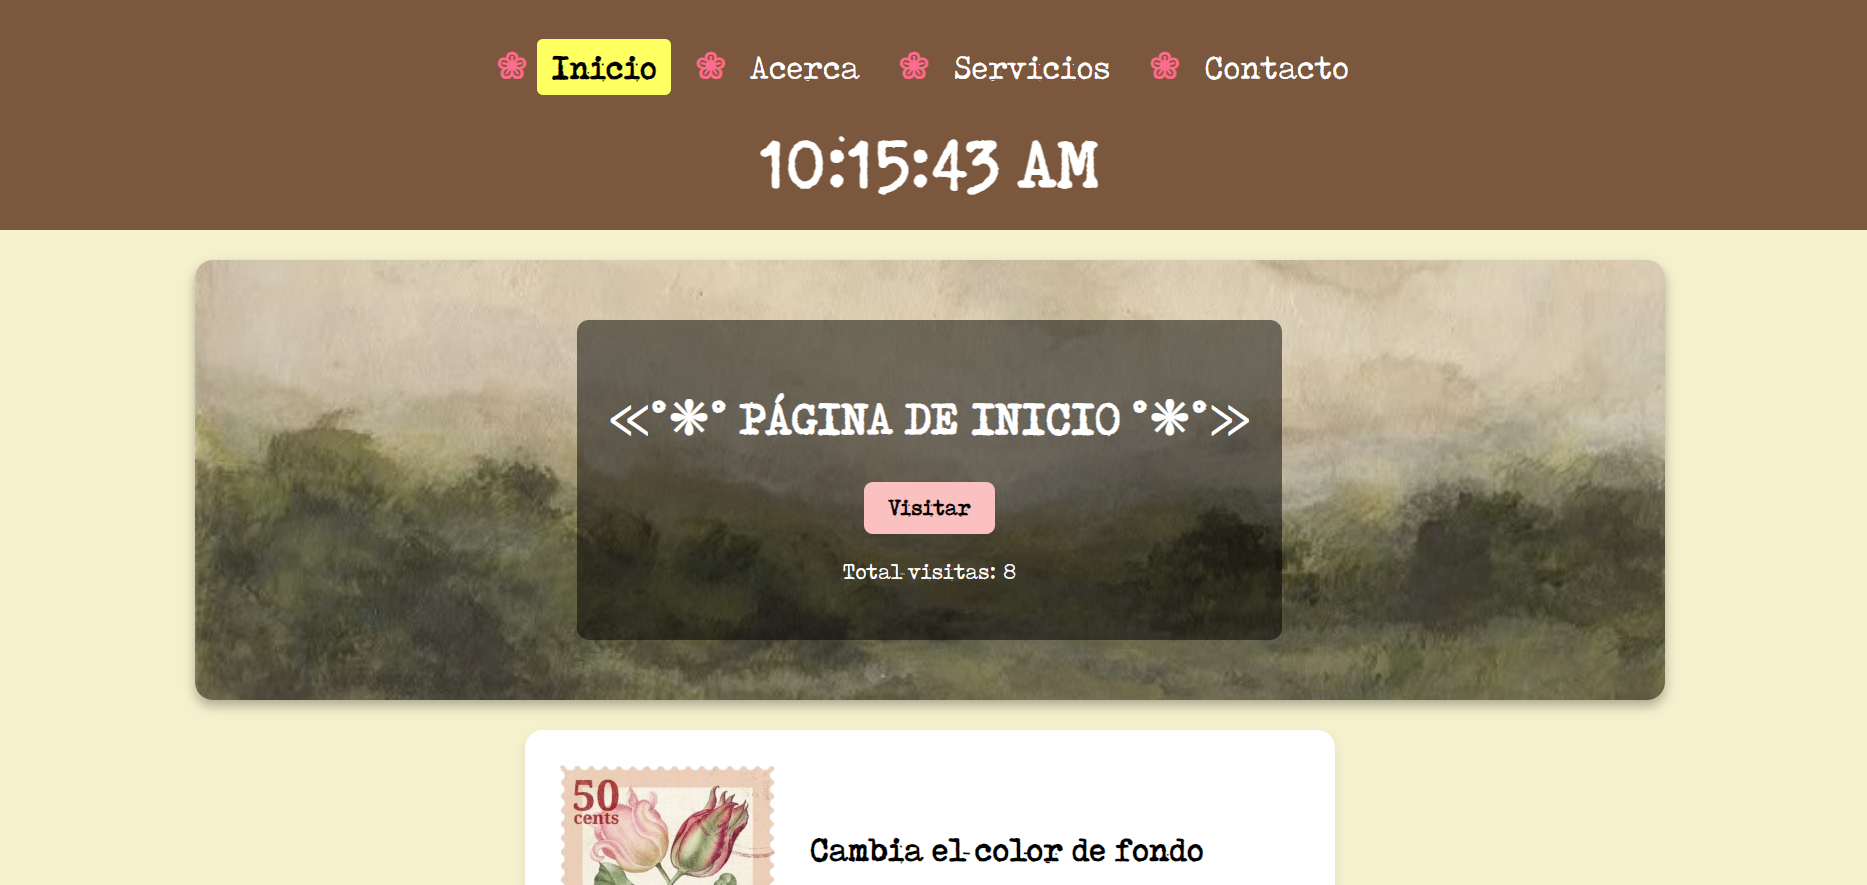 ❀ Inicio ❀ Acerca ❀ Servicios ❀ Contacto
10:15:43 AM
≪°❋° PÁGINA DE INICIO °❋°≫
Visitar
Total visitas: 8
50
cents
Cambia el color de fondo